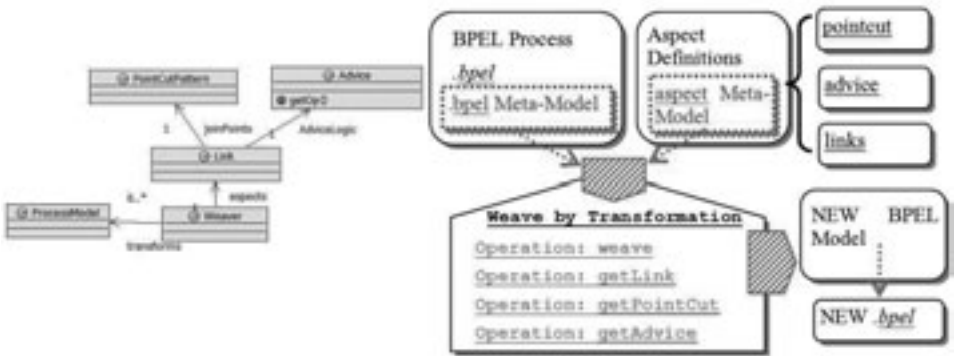 PointCutPattern
Advice
getOp()
1
joinPoints
1
AdviceLogic
Link
0..*
aspects
ProcessModel
Weaver
transforms
BPEL Process
.bpel
.bpel Meta-Model
Aspect
Definitions
aspect Meta-
Model
pointcut
advice
links
Weave by Transformation
Operation: weave
Operation: getLink
Operation: getPointCut
Operation: getAdvice
NEW BPEL
Model
NEW .bpel